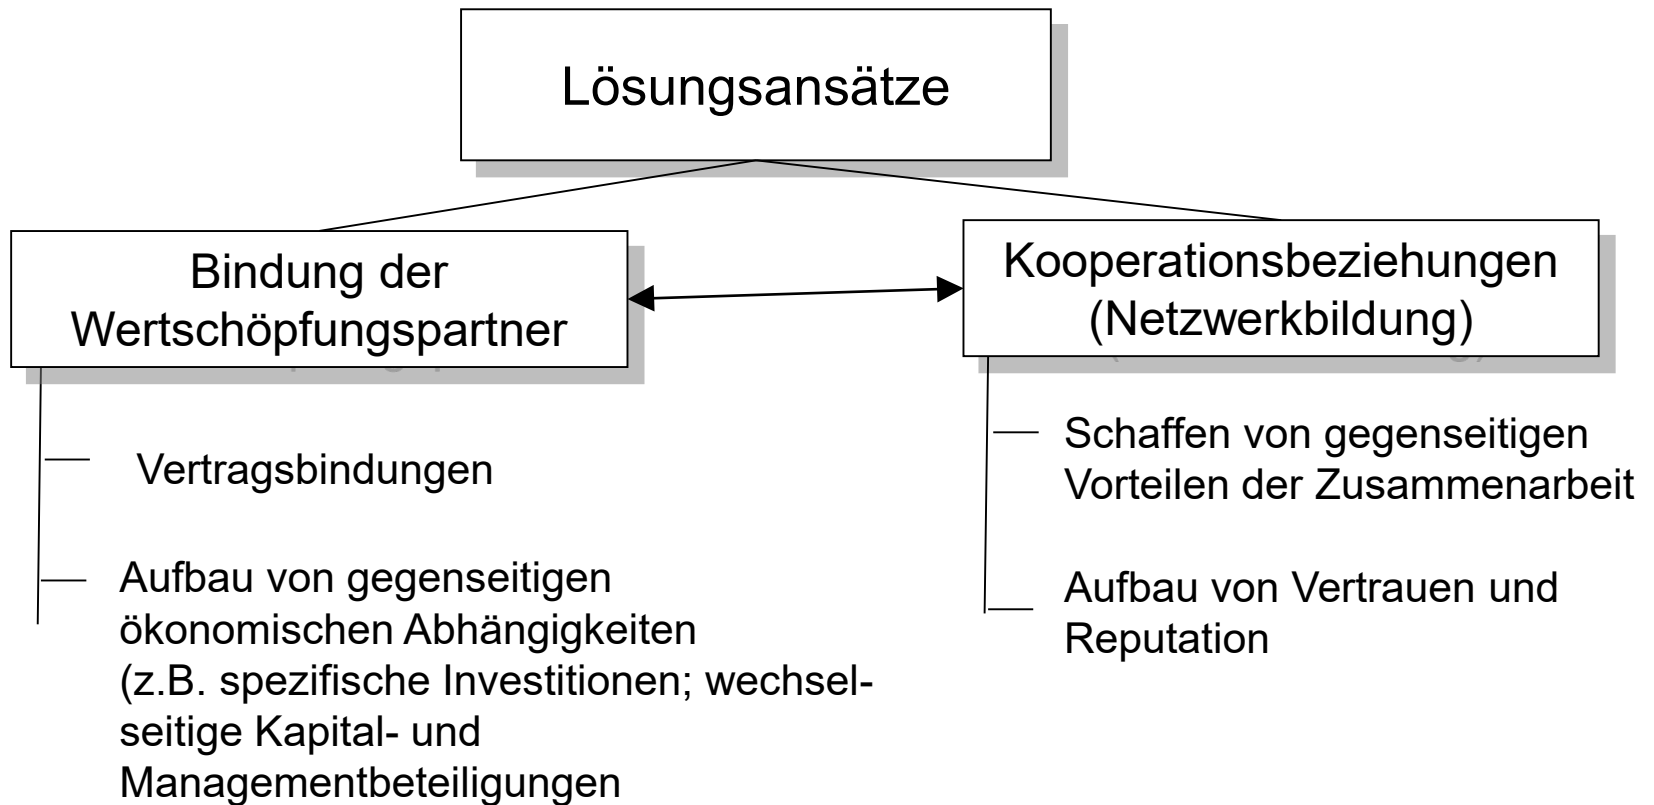 Lösungsansätze
Bindung der
Wertschöpfungspartner
Kooperationsbeziehungen
(Netzwerkbildung)
Vertragsbindungen
Aufbau von gegenseitigen
ökonomischen Abhängigkeiten
(z.B. spezifische Investitionen; wechsel-
seitige Kapital- und
Managementbeteiligungen
Schaffen von gegenseitigen
Vorteilen der Zusammenarbeit
Aufbau von Vertrauen und
Reputation